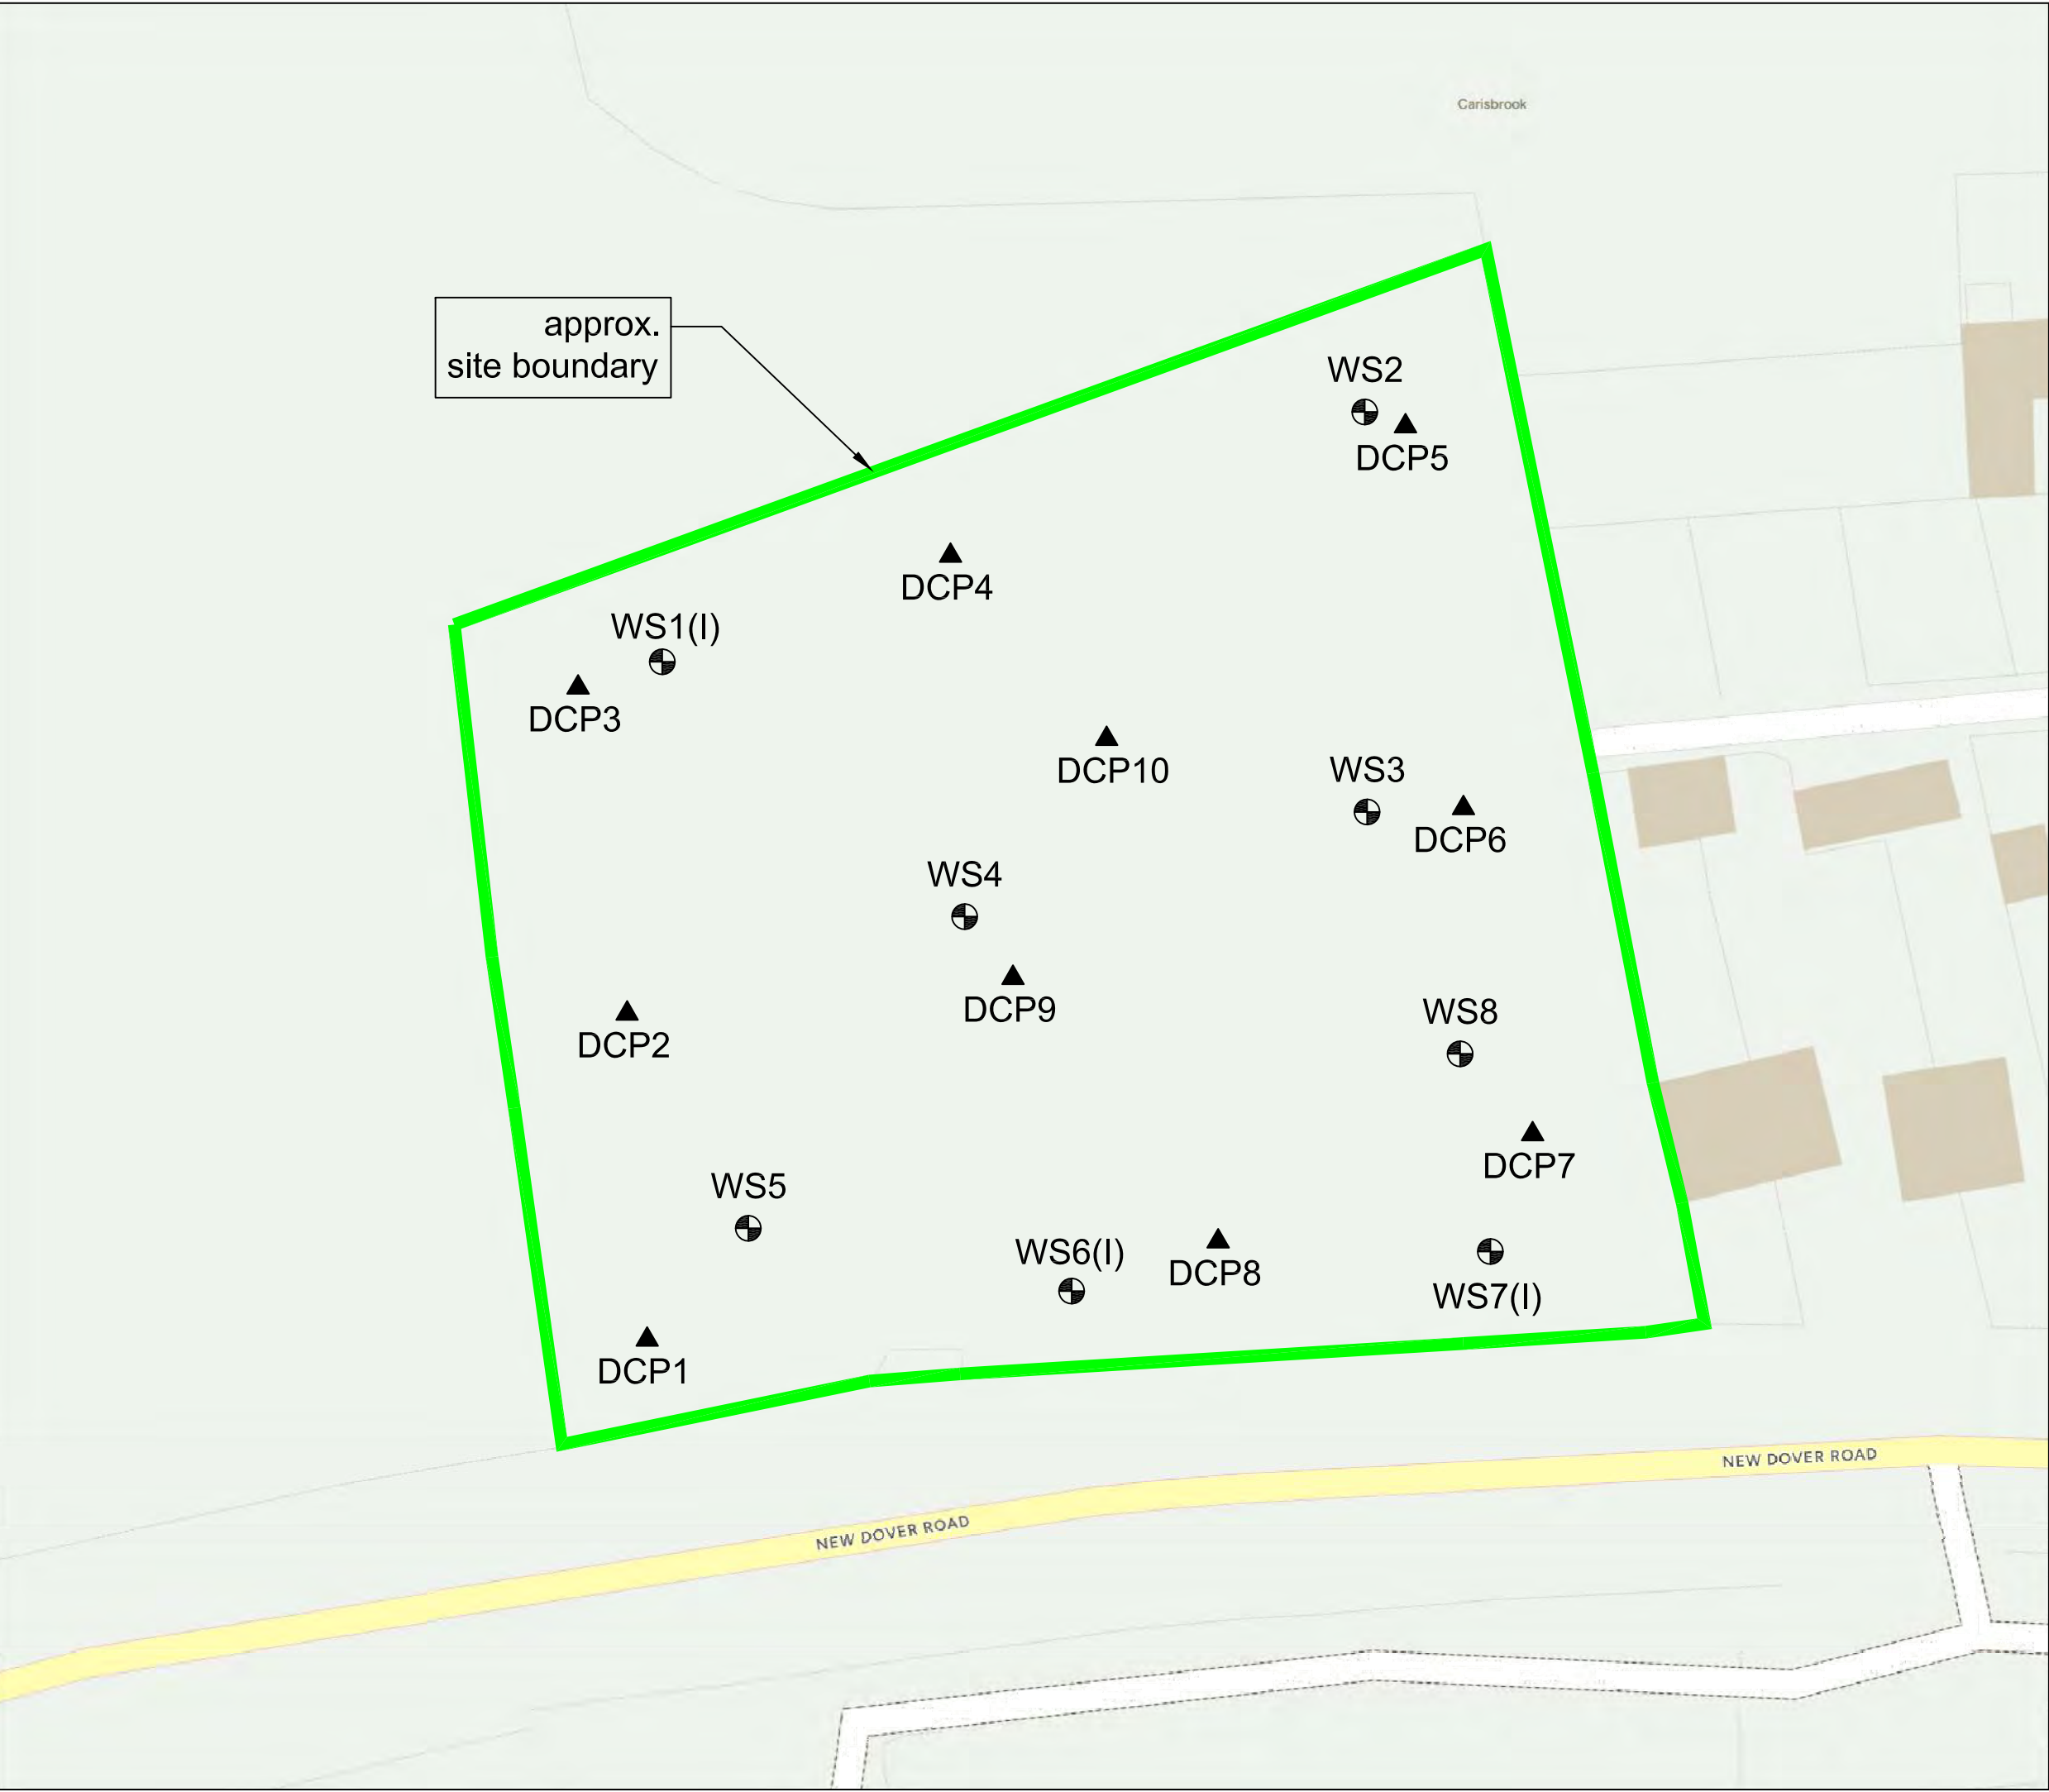 Carisbrook
approx.
site boundary
WS2
DCP5
DCP4
WS1(I)
DCP3
DCP10
WS3
DCP6
WS4
DCP9
WS8
DCP2
DCP7
WS5
WS6(I)
DCP8
WS7(I)
DCP1
NEW DOVER ROAD
NEW DOVER ROAD